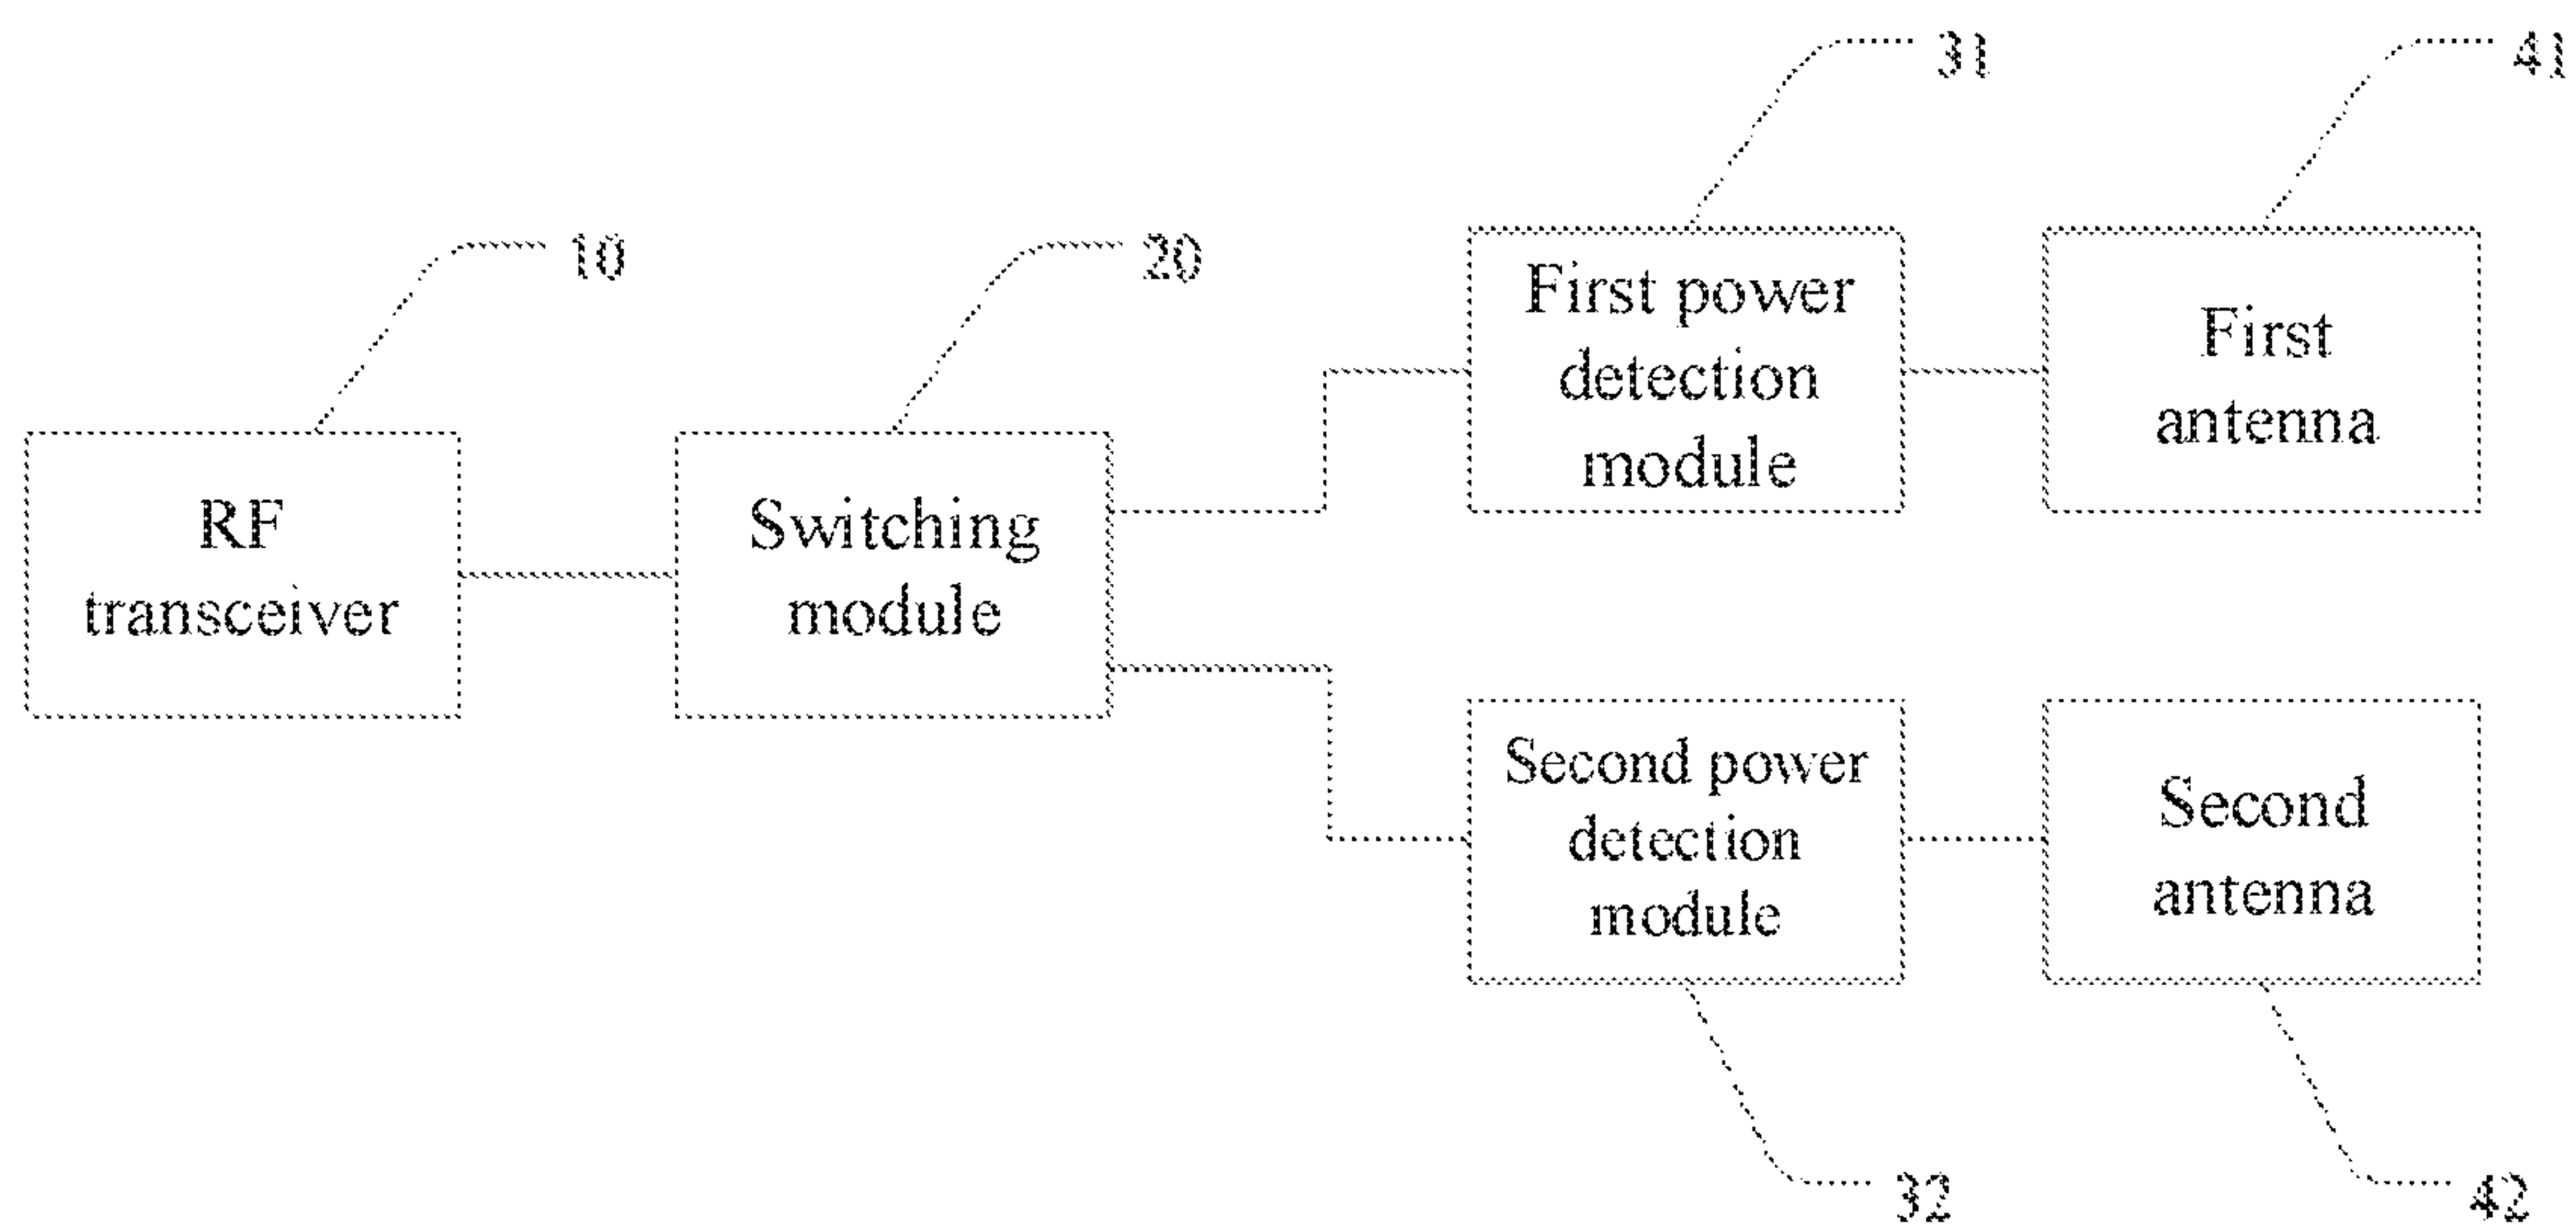 31
41
10
20
First power
detection
module
First
antenna
RF
transceiver
Switching
module
Second power
detection
module
Second
antenna
32
42